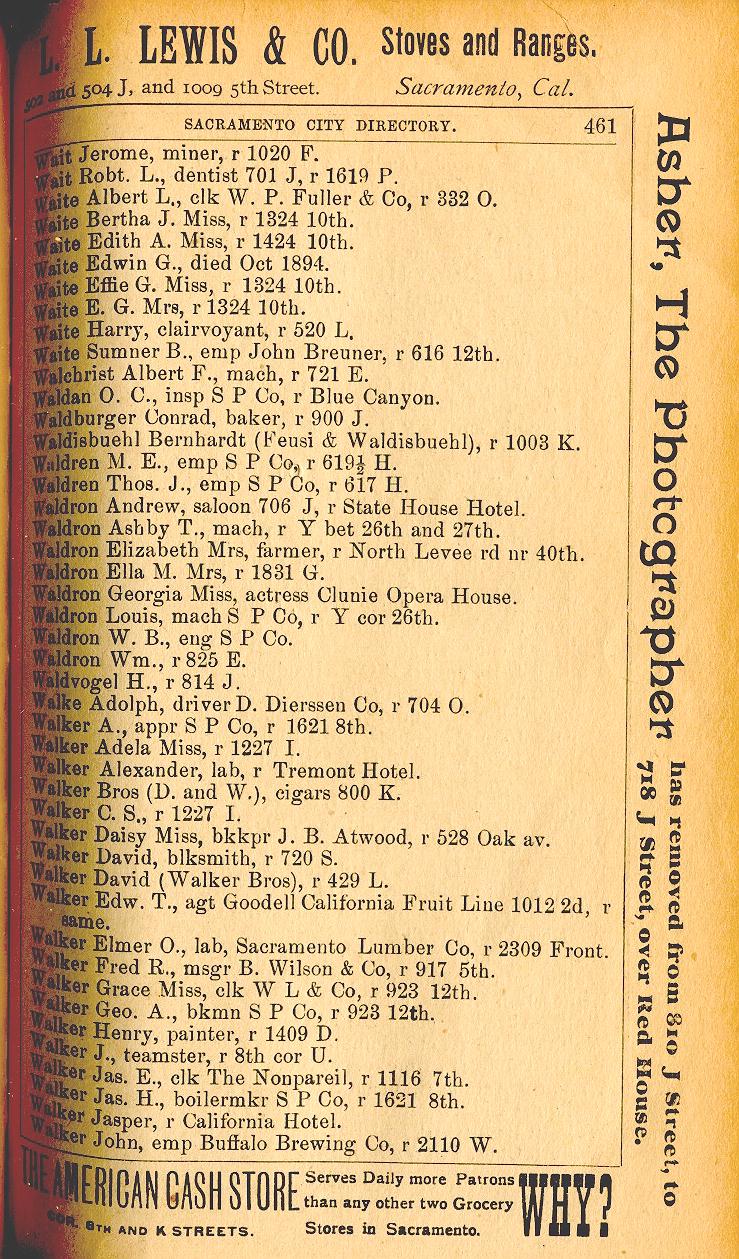 L. L. LEWIS & CO. Stoves and Ranges.
502 and 504 J, and 1009 5th Street. Sacramento, Cal.
SACRAMENTO CITY DIRECTORY. 461
Wait Jerome, miner, r 1020 F.
Wait Robt. L., dentist 701 J, r 1619 P.
Waite Albert L., clk W. P. Fuller & Co, r 332 O.
Waite Bertha J. Miss, r 1324 10th.
Waite Edith A. Miss, r 1424 10th.
Waite Edwin G., died Oct 1894.
Waite Effie G. Miss, r 1324 10th.
Waite E. G. Mrs, r 1324 10th.
Waite Harry, clairvoyant, r 520 L.
Waite Sumner B., emp John Breuner, r 616 12th.
Walchrist Albert F., mach, r 721 E.
Waldan O. C., insp S P Co, r Blue Canyon.
Waldburger Conrad, baker, r 900 J.
Waldisbuehl Bernhardt (Feusi & Waldisbuehl), r 1003 K.
Waldren M. E., emp S P Co, r 619½ H.
Waldren Thos. J., emp S P Co, r 617 H.
Waldron Andrew, saloon 706 J, r State House Hotel.
Waldron Ashby T., mach, r Y bet 26th and 27th.
Waldron Elizabeth Mrs, farmer, r North Levee rd nr 40th.
Waldron Ella M. Mrs, r 1831 G.
Waldron Georgia Miss, actress Clunie Opera House.
Waldron Louis, mach S P Co, r Y cor 26th.
Waldron W. B., eng S P Co.
Waldron Wm., r 825 E.
Waldvogel H., r 814 J.
Walke Adolph, driver D. Dierssen Co, r 704 O.
Walker A., appr S P Co, r 1621 8th.
Walker Adela Miss, r 1227 I.
Walker Alexander, lab, r Tremont Hotel.
Walker Bros (D. and W.), cigars 800 K.
Walker C. S., r 1227 I.
Walker Daisy Miss, bkkpr J. B. Atwood, r 528 Oak av.
Walker David, blksmith, r 720 S.
Walker David (Walker Bros), r 429 L.
Walker Edw. T., agt Goodell California Fruit Line 1012 2d, r
same.
Walker Elmer O., lab, Sacramento Lumber Co, r 2309 Front.
Walker Fred R., msgr B. Wilson & Co, r 917 5th.
Walker Grace Miss, clk W L & Co, r 923 12th.
Walker Geo. A., bkmn S P Co, r 923 12th.
Walker Henry, painter, r 1409 D.
Walker J., teamster, r 8th cor U.
Walker Jas. E., clk The Nonpareil, r 1116 7th.
Walker Jas. H., boilermkr S P Co, r 1621 8th.
Walker Jasper, r California Hotel.
Walker John, emp Buffalo Brewing Co, r 2110 W.
THE AMERICAN CASH STORE
COR. 8TH AND K STREETS.
Serves Daily more Patrons
than any other two Grocery
Stores in Sacramento.
WHY?
Asher, The Photographer
has removed from 810 J Street, to
718 J Street, over Red House.